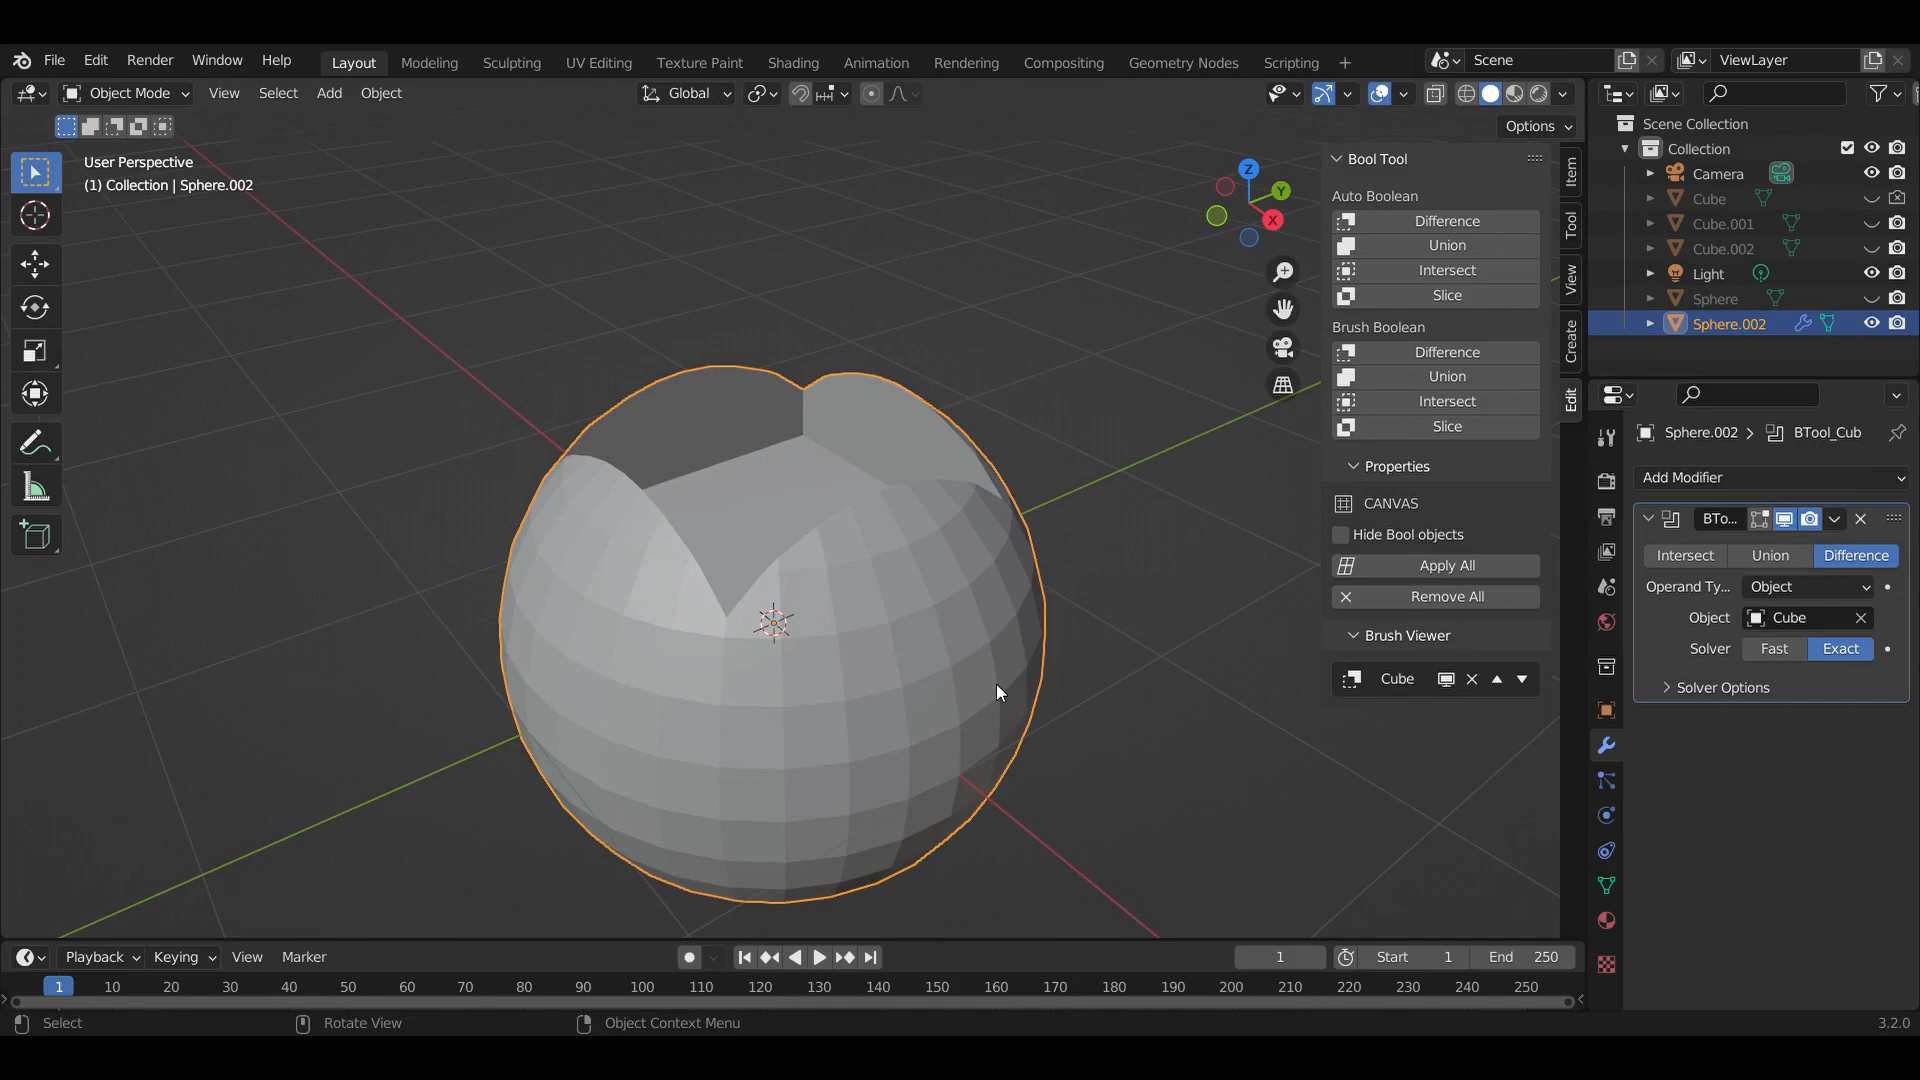 File Edit Render Window Help Layout Modeling Sculpting UV Editing Texture Paint Shading Animation Rendering Compositing Geometry Nodes Scripting + Scene ViewLayer
Object Mode View Select Add Object Global
Options
User Perspective
(1) Collection | Sphere.002
Z
Y
X
Bool Tool
Auto Boolean
Difference
Union
Intersect
Slice
Brush Boolean
Difference
Union
Intersect
Slice
Properties
CANVAS
Hide Bool objects
Apply All
Remove All
Brush Viewer
Cube
Item
Tool
View
Create
Edit
Scene Collection
Collection
Camera
Cube
Cube.001
Cube.002
Light
Sphere
Sphere.002
Sphere.002 > BTool_Cub
Add Modifier
BTo...
Intersect Union Difference
Operand Ty... Object
Object Cube
Solver Fast Exact
Solver Options
Playback Keying View Marker 1 Start 1 End 250
1 10 20 30 40 50 60 70 80 90 100 110 120 130 140 150 160 170 180 190 200 210 220 230 240 250
Select Rotate View Object Context Menu 3.2.0